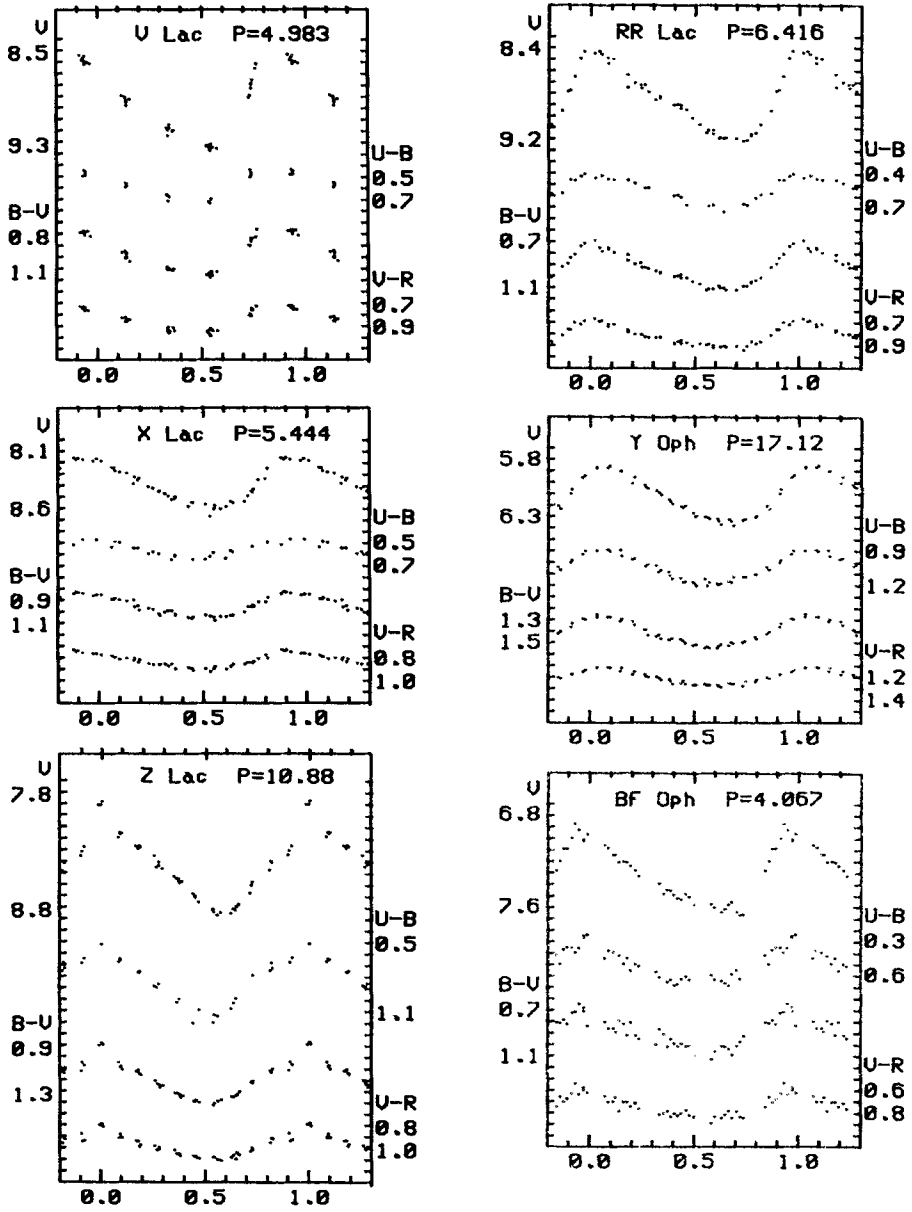 V Lac P=4.983
V
8.5
9.3
B-V
0.8
1.1
U-B
0.5
0.7
V-R
0.7
0.9
0.0 0.5 1.0
RR Lac P=6.416
V
8.4
9.2
B-V
0.7
1.1
U-B
0.4
0.7
V-R
0.7
0.9
0.0 0.5 1.0
X Lac P=5.444
V
8.1
8.6
B-V
0.9
1.1
U-B
0.5
0.7
V-R
0.8
1.0
0.0 0.5 1.0
Y Oph P=17.12
V
5.8
6.3
B-V
1.3
1.5
U-B
0.9
1.2
V-R
1.2
1.4
0.0 0.5 1.0
Z Lac P=10.88
V
7.8
8.8
B-V
0.9
1.3
U-B
0.5
1.1
V-R
0.8
1.0
0.0 0.5 1.0
BF Oph P=4.067
V
6.8
7.6
B-V
0.7
1.1
U-B
0.3
0.6
V-R
0.6
0.8
0.0 0.5 1.0